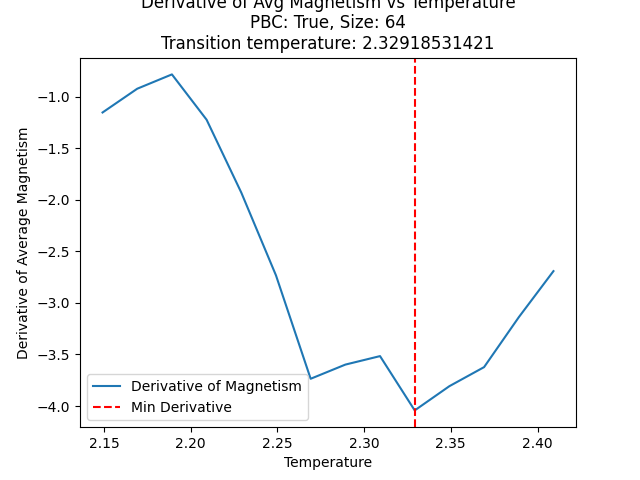 Derivative of Avg Magnetism vs Temperature
PBC: True, Size: 64
Transition temperature: 2.32918531421
Derivative of Average Magnetism
−1.0
−1.5
−2.0
−2.5
−3.0
−3.5
−4.0
Derivative of Magnetism
Min Derivative
2.15 2.20 2.25 2.30 2.35 2.40
Temperature